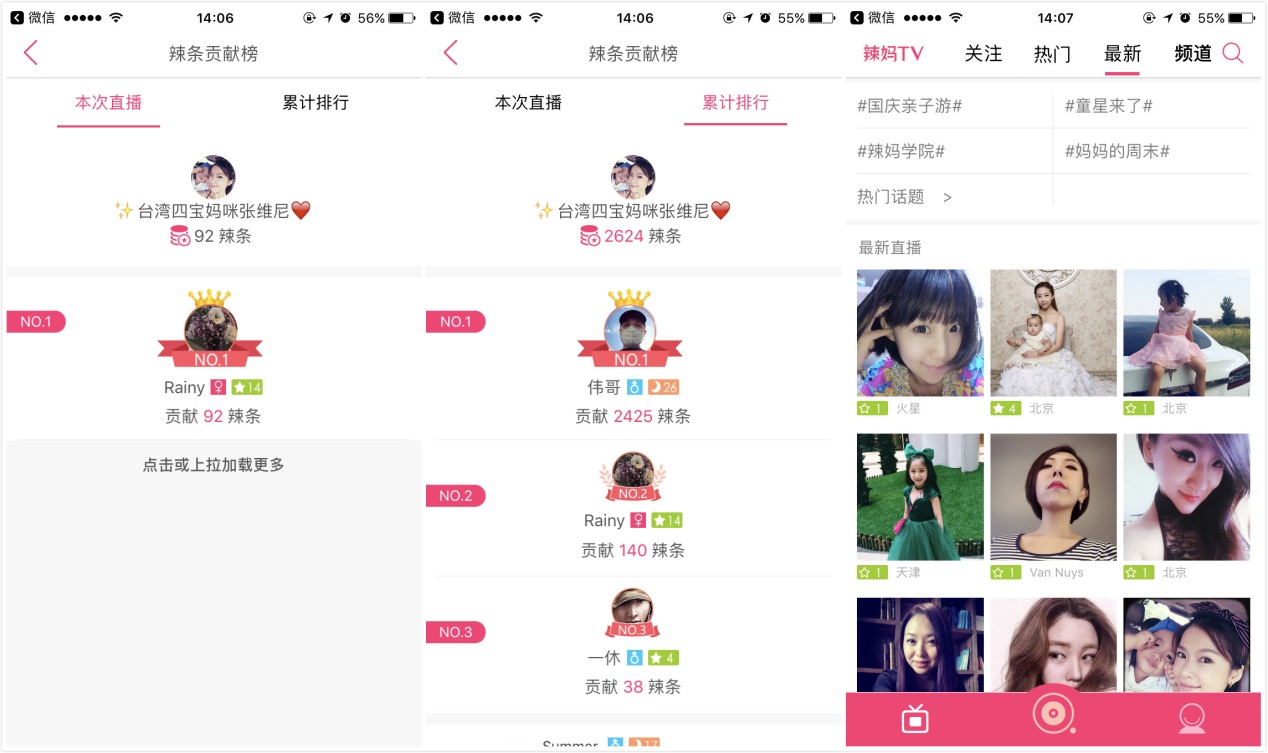 微信
14:06
56%
辣条贡献榜
本次直播
累计排行
✨台湾四宝妈咪张维尼❤️
92 辣条
NO.1
NO.1
Rainy ♀ ★14
贡献 92 辣条
点击或上拉加载更多
微信
14:06
55%
辣条贡献榜
本次直播
累计排行
✨台湾四宝妈咪张维尼❤️
2624 辣条
NO.1
NO.1
伟哥 26
贡献 2425 辣条
NO.2
NO.2
Rainy ♀ ★14
贡献 140 辣条
NO.3
NO.3
一休 ★ 4
贡献 38 辣条
Summer 17
微信
14:07
55%
辣妈TV 关注 热门 最新 频道
#国庆亲子游# #童星来了#
#辣妈学院# #妈妈的周末#
热门话题 >
最新直播
☆ 1 火星
★ 4 北京
☆ 1 北京
☆ 1 天津
☆ 1 Van Nuys
☆ 1 北京